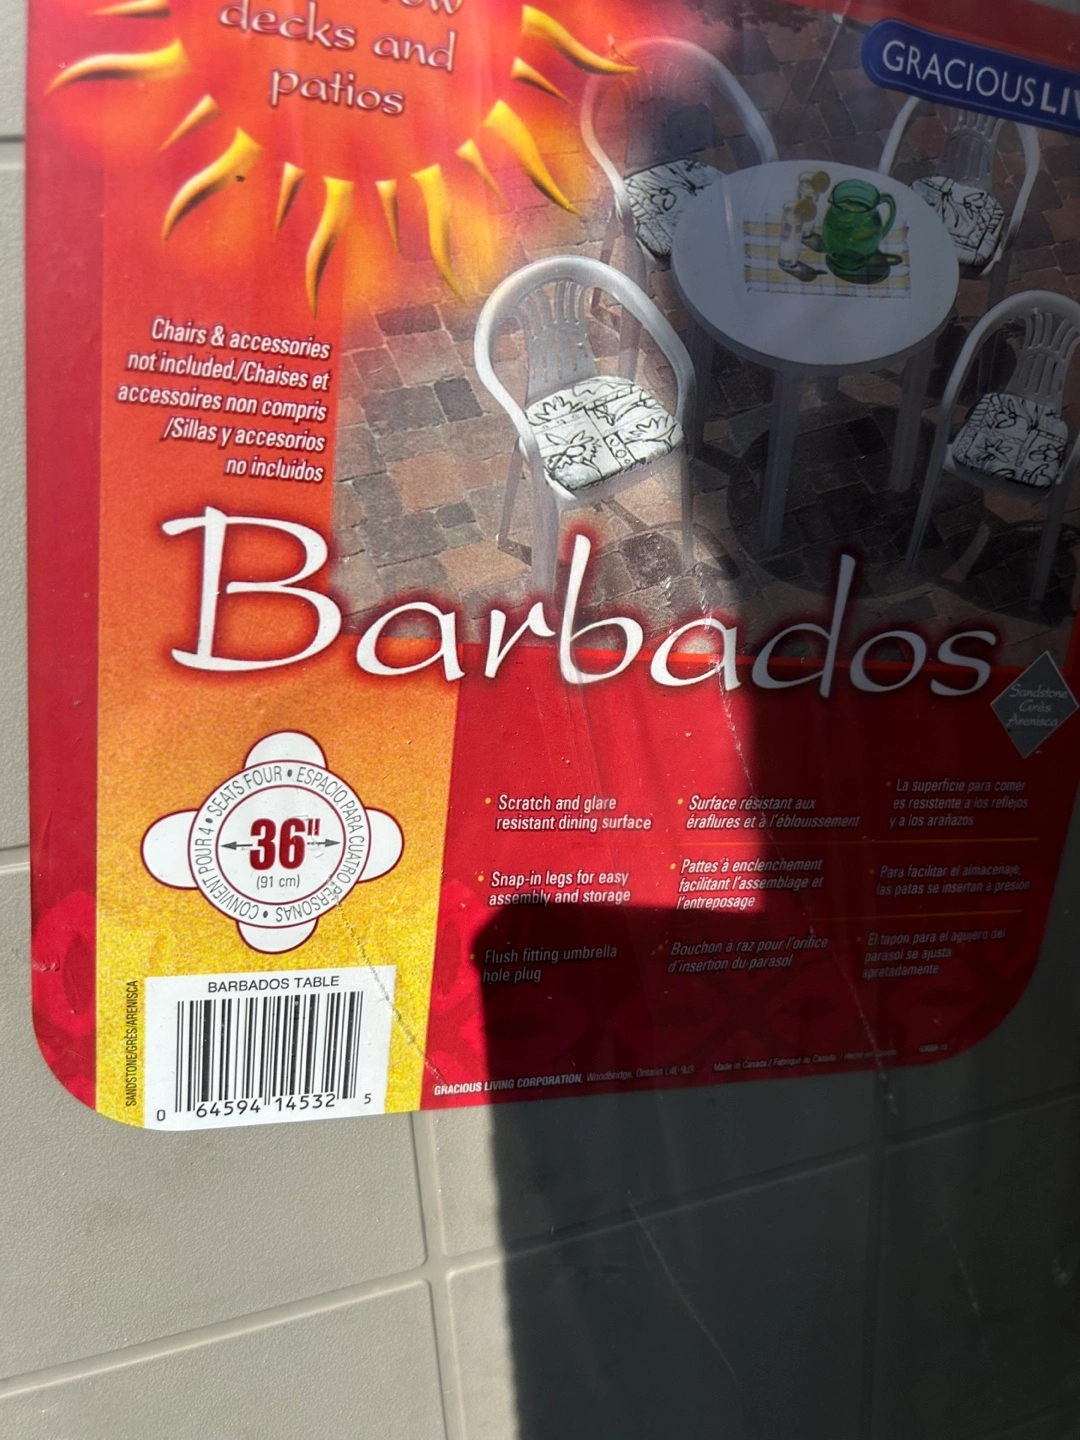 decks and
patios
GRACIOUS LIV
Chairs & accessories
not included./Chaises et
accessoires non compris
/Sillas y accesorios
no incluidos
Barbados
Sandstone
Grès
Arenisca
SEATS FOUR • ESPACIO PARA CUATRO PERSONAS • CONVIENT POUR 4 •
36"
(91 cm)
• Scratch and glare
resistant dining surface
• Snap-in legs for easy
assembly and storage
• Flush fitting umbrella
hole plug
• Surface résistant aux
éraflures et à l'éblouissement
• Pattes à enclenchement
facilitant l'assemblage et
l'entreposage
• Bouchon à raz pour l'orifice
d'insertion du parasol
• La superficie para comer
es resistente a los reflejos
y a los arañazos
• Para facilitar el almacenaje,
las patas se insertan a presion
• El tapón para el agujero del
parasol se ajusta
apretadamente.
SANDSTONE/GRÈS/ARENISCA
BARBADOS TABLE
0 64594 14532 5
GRACIOUS LIVING CORPORATION, Woodbridge, Ontario L4L 9J3 Made in Canada / Fabriqué au Canada / Hecho en Canada